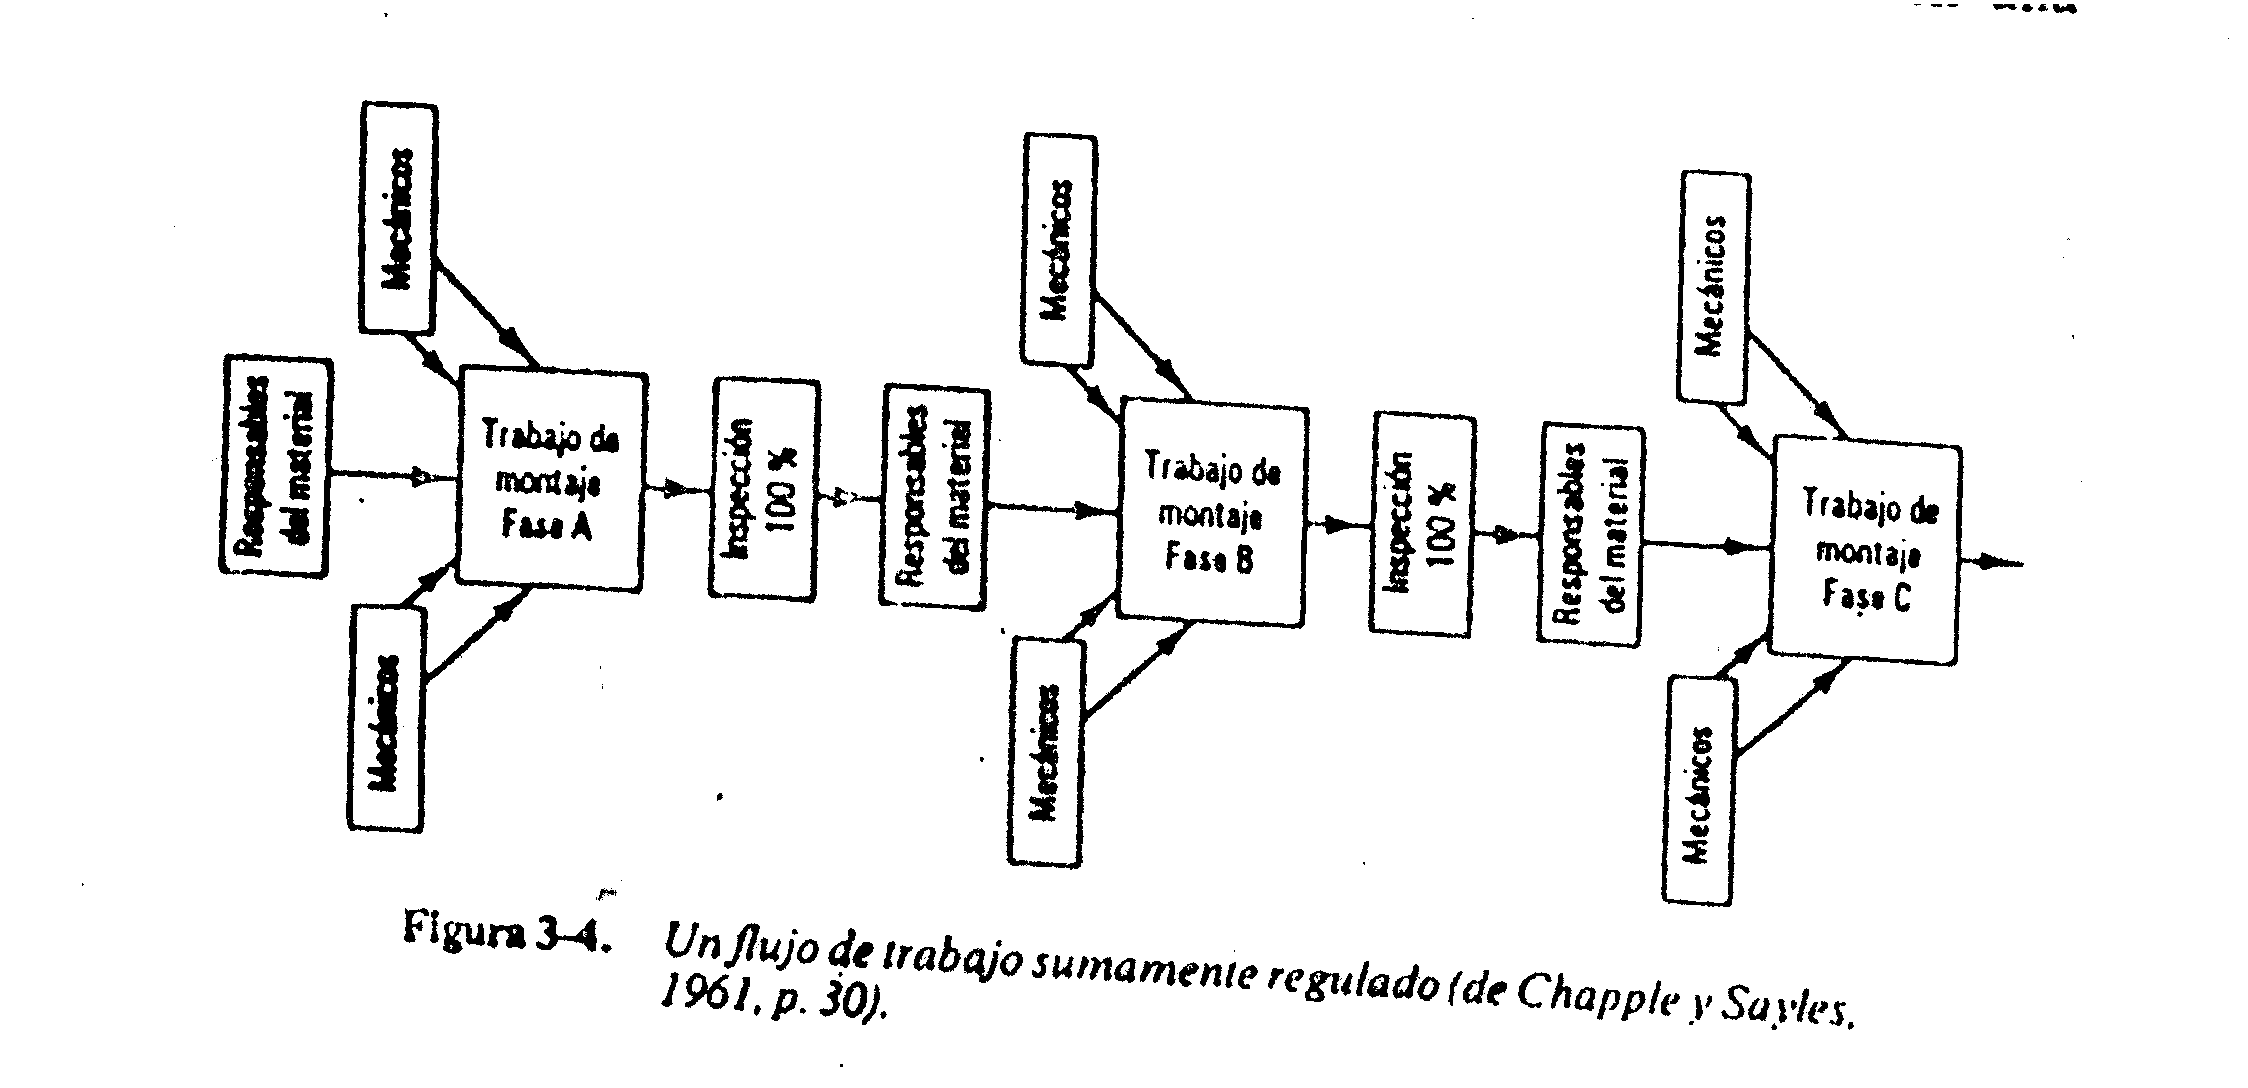 Mecánicos
Mecánicos
Mecánicos
Responsables
del material
Trabajo de
montaje
Fase A
Inspección
100 %
Responsables
del material
Trabajo de
montaje
Fase B
Inspección
100 %
Responsables
del material
Trabajo de
montaje
Fase C
Mecánicos
Mecánicos
Mecánicos
Figura 3-4. Un flujo de trabajo sumamente regulado (de Chapple y Sayles,
1961, p. 30).